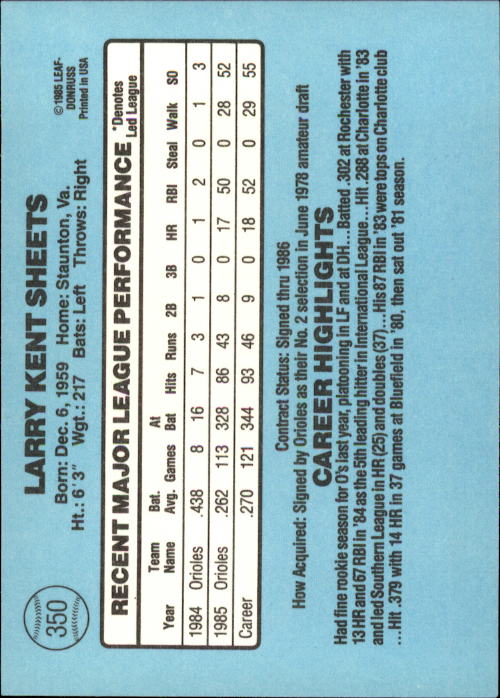 350
LARRY KENT SHEETS
Born: Dec. 6, 1959 Home: Staunton, Va.
Ht.: 6'3" Wgt.: 217 Bats: Left Throws: Right
©1985 LEAF-
DONRUSS
Printed in USA
RECENT MAJOR LEAGUE PERFORMANCE *Denotes
Led League
Year Team Name Bat. Avg. Games At Bat Hits Runs 2B 3B HR RBI Steal Walk SO
1984 Orioles .438 8 16 7 3 1 0 1 2 0 1 3
1985 Orioles .262 113 328 86 43 8 0 17 50 0 28 52
Career .270 121 344 93 46 9 0 18 52 0 29 55
Contract Status: Signed thru 1986
How Acquired: Signed by Orioles as their No. 2 selection in June 1978 amateur draft
CAREER HIGHLIGHTS
Had fine rookie season for O's last year, platooning in LF and at DH...Batted .302 at Rochester with
13 HR and 67 RBI in '84 as the 5th leading hitter in International League...Hit .288 at Charlotte in '83
and led Southern League in HR (25) and doubles (37)...His 87 RBI in '83 were tops on Charlotte club
...Hit .379 with 14 HR in 37 games at Bluefield in '80, then sat out '81 season.